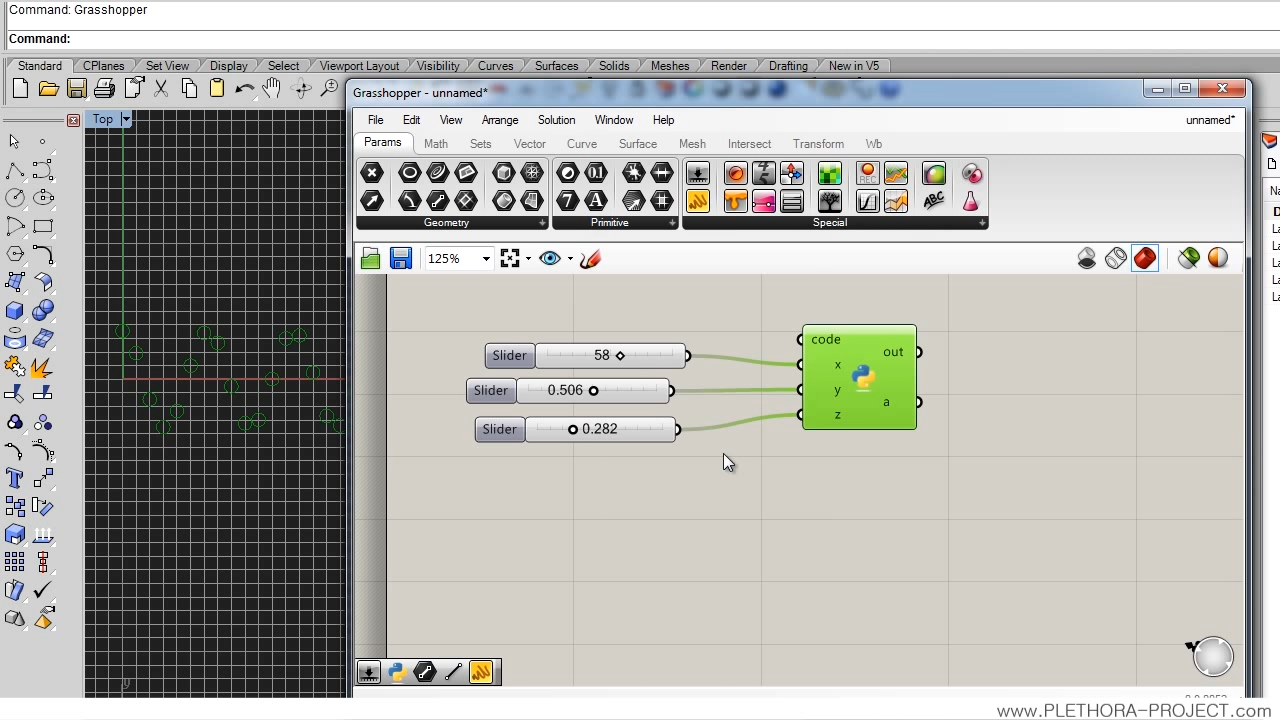 Command: Grasshopper
Command:
Standard CPlanes Set View Display Select Viewport Layout Visibility Curves Surfaces Solids Meshes Render Drafting New in V5
Grasshopper - unnamed*
Top
File Edit View Arrange Solution Window Help unnamed*
Params Math Sets Vector Curve Surface Mesh Intersect Transform Wb
Geometry Primitive Special
125%
code
Slider 58
x
out
Slider 0.506
y
a
Slider 0.282
z
www.PLETHORA-PROJECT.com